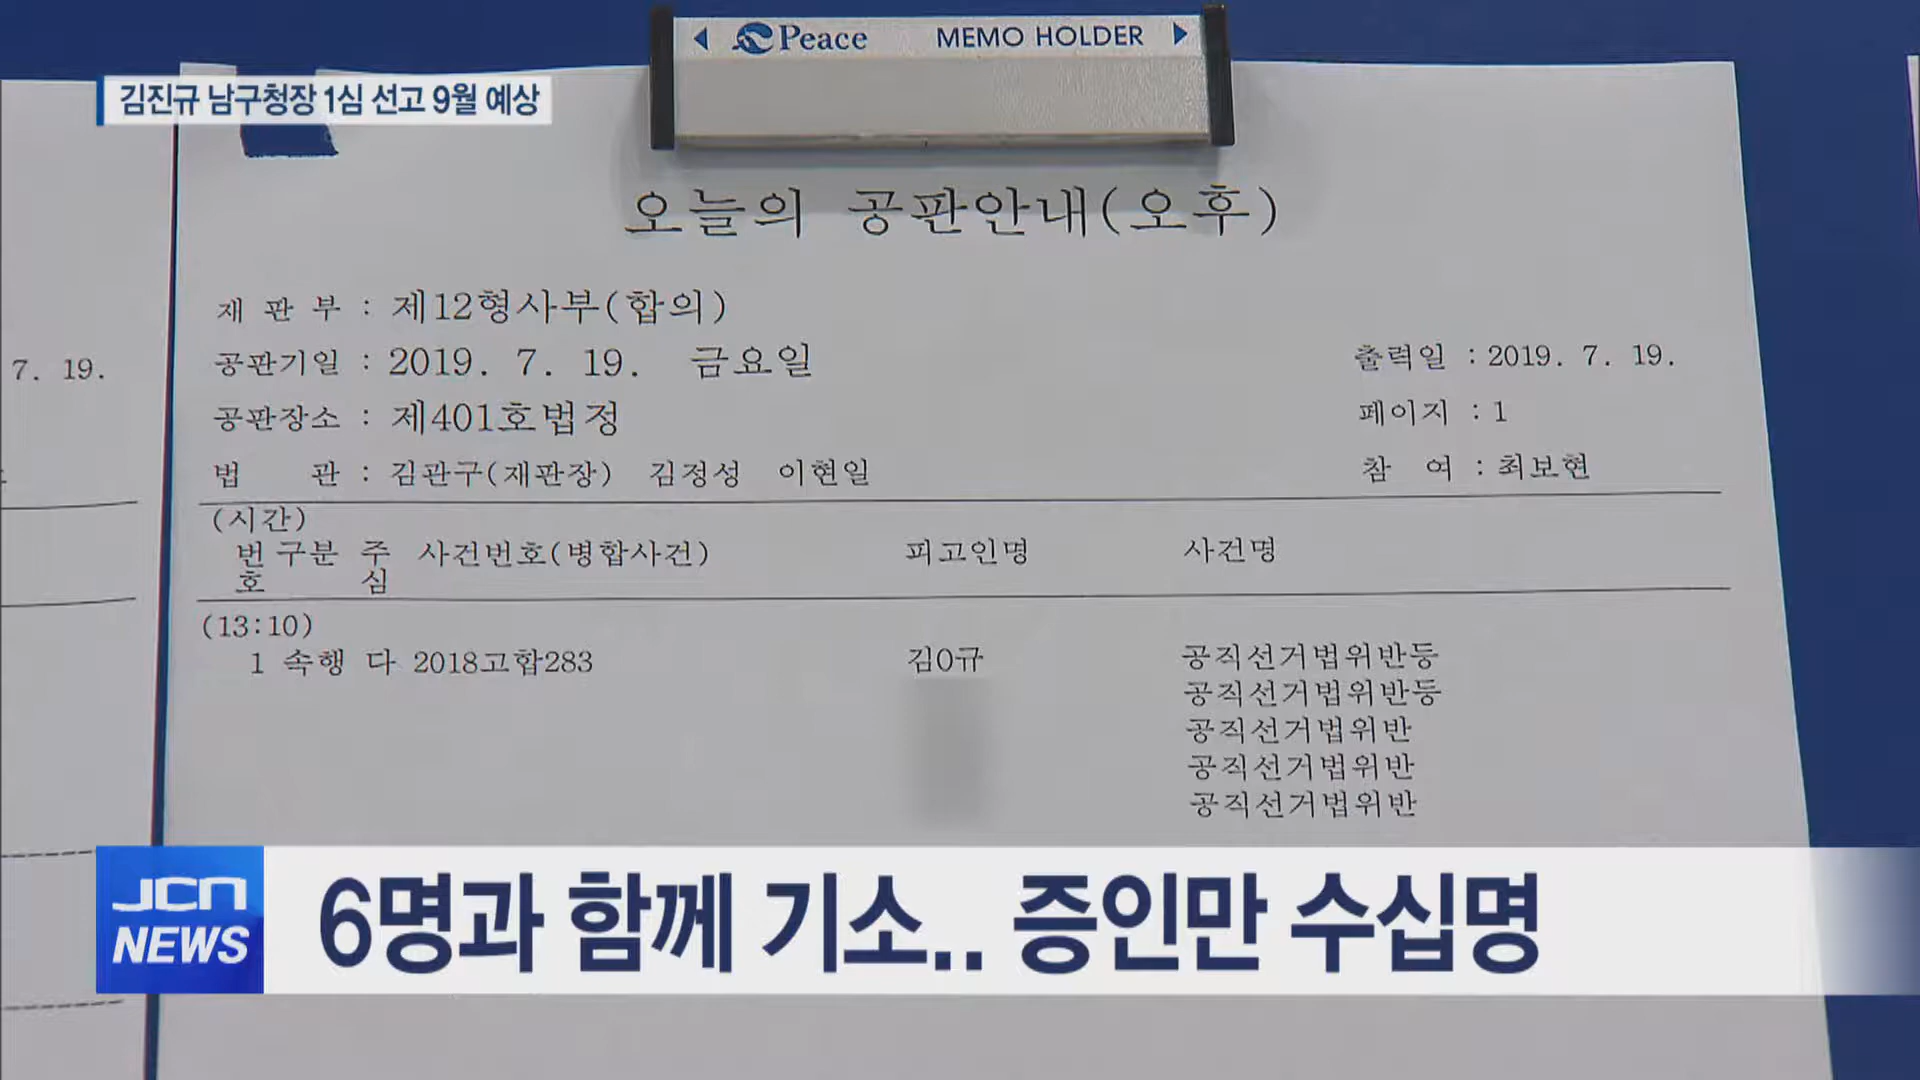 Peace MEMO HOLDER
김진규 남구청장 1심 선고 9월 예상
오늘의 공판안내(오후)
재 판 부 : 제12형사부(합의)
7. 19.
공판기일 : 2019. 7. 19. 금요일
출력일 : 2019. 7. 19.
공판장소 : 제401호법정
페이지 : 1
법 관 : 김관구(재판장) 김정성 이현일
참 여 : 최보현
(시간)
번 구분 주 사건번호(병합사건) 피고인명 사건명
호 심
(13:10)
1 속행 다 2018고합283 김O규 공직선거법위반등
공직선거법위반등
공직선거법위반
공직선거법위반
공직선거법위반
JCN NEWS
6명과 함께 기소.. 증인만 수십명